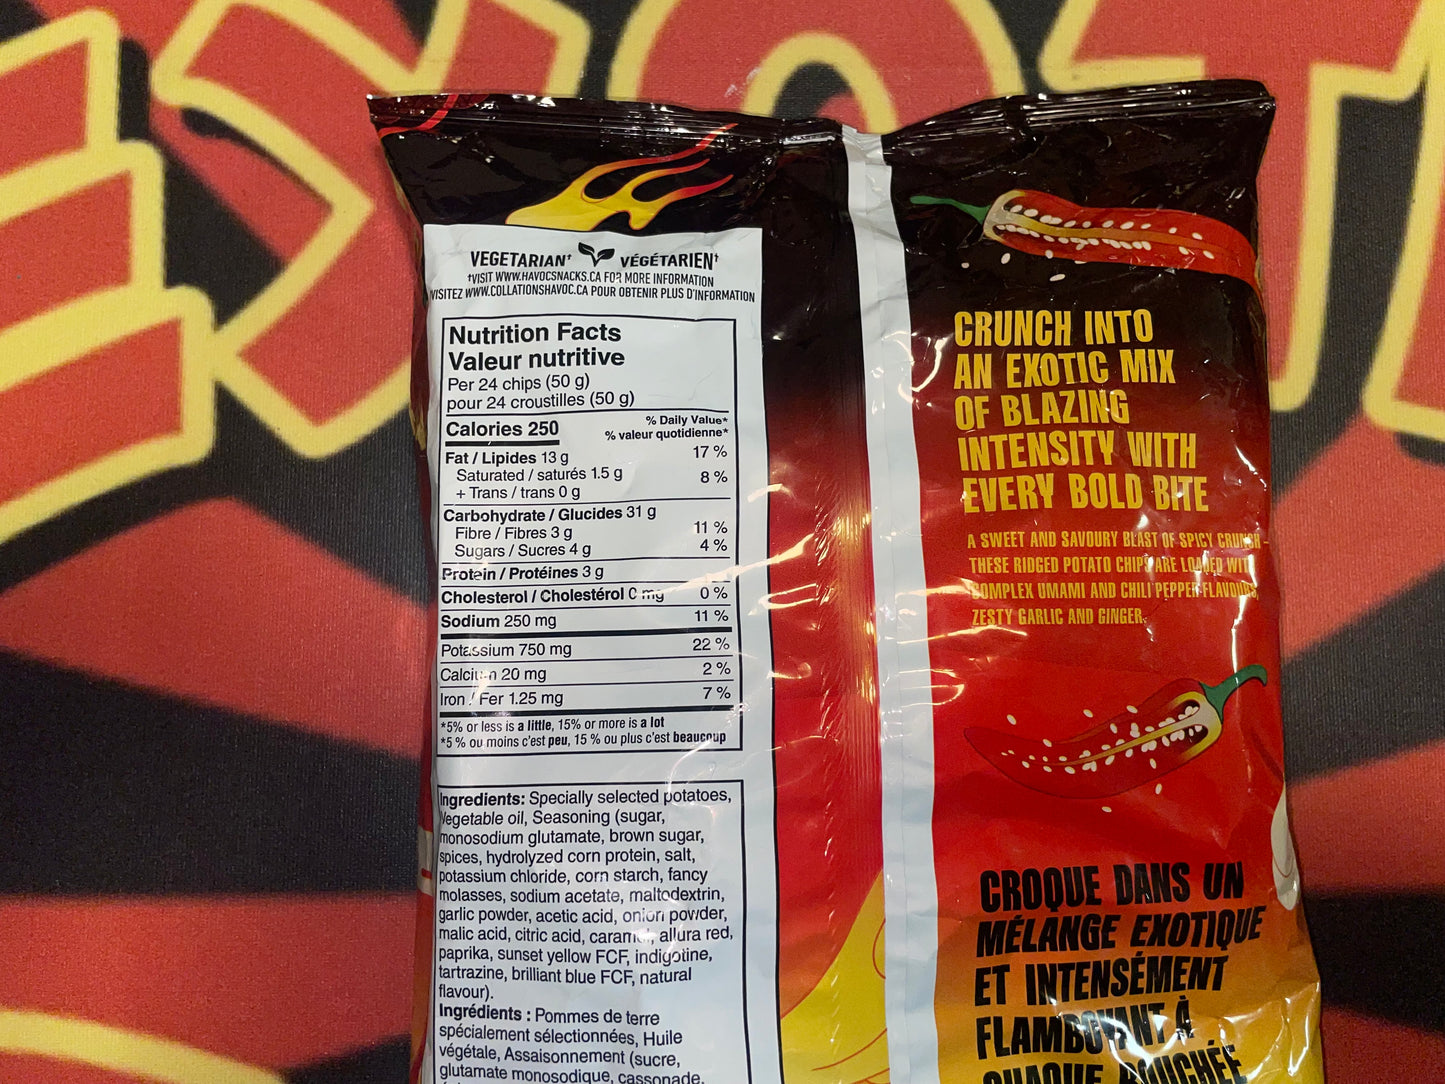 VEGETARIAN† VÉGÉTARIEN†
†VISIT WWW.HAVOCSNACKS.CA FOR MORE INFORMATION
VISITEZ WWW.COLLATIONSHAVOC.CA POUR OBTENIR PLUS D'INFORMATION
Nutrition Facts
Valeur nutritive
Per 24 chips (50 g)
pour 24 croustilles (50 g)
Calories 250 % Daily Value*
% valeur quotidienne*
Fat / Lipides 13 g 17 %
Saturated / saturés 1.5 g 8 %
+ Trans / trans 0 g
Carbohydrate / Glucides 31 g
Fibre / Fibres 3 g 11 %
Sugars / Sucres 4 g 4 %
Protein / Protéines 3 g
Cholesterol / Cholestérol 0 mg 0 %
Sodium 250 mg 11 %
Potassium 750 mg 22 %
Calcium 20 mg 2 %
Iron / Fer 1.25 mg 7 %
*5% or less is a little, 15% or more is a lot
*5 % ou moins c'est peu, 15 % ou plus c'est beaucoup
Ingredients: Specially selected potatoes,
Vegetable oil, Seasoning (sugar,
monosodium glutamate, brown sugar,
spices, hydrolyzed corn protein, salt,
potassium chloride, corn starch, fancy
molasses, sodium acetate, maltodextrin,
garlic powder, acetic acid, onion powder,
malic acid, citric acid, caramel, allura red,
paprika, sunset yellow FCF, indigotine,
tartrazine, brilliant blue FCF, natural
flavour).
Ingrédients : Pommes de terre
spécialement sélectionnées, Huile
végétale, Assaisonnement (sucre,
glutamate monosodique, cassonade,
CRUNCH INTO
AN EXOTIC MIX
OF BLAZING
INTENSITY WITH
EVERY BOLD BITE
A SWEET AND SAVOURY BLAST OF SPICY CRUNCH –
THESE RIDGED POTATO CHIPS ARE LOADED WITH
COMPLEX UMAMI AND CHILI PEPPER FLAVOURS,
ZESTY GARLIC AND GINGER.
CROQUE DANS UN
MÉLANGE EXOTIQUE
ET INTENSÉMENT
FLAMBOYANT À
CHAQUE BOUCHÉE